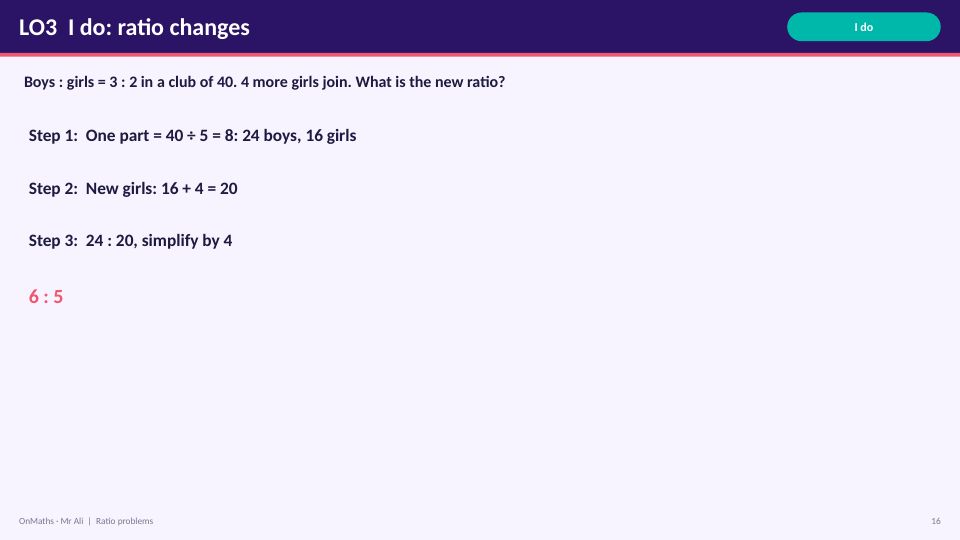 LO3  I do: ratio changes
I do
Boys : girls = 3 : 2 in a club of 40. 4 more girls join. What is the new ratio?
Step 1:  One part = 40 ÷ 5 = 8: 24 boys, 16 girls
Step 2:  New girls: 16 + 4 = 20
Step 3:  24 : 20, simplify by 4
6 : 5
OnMaths - Mr Ali  |  Ratio problems
16